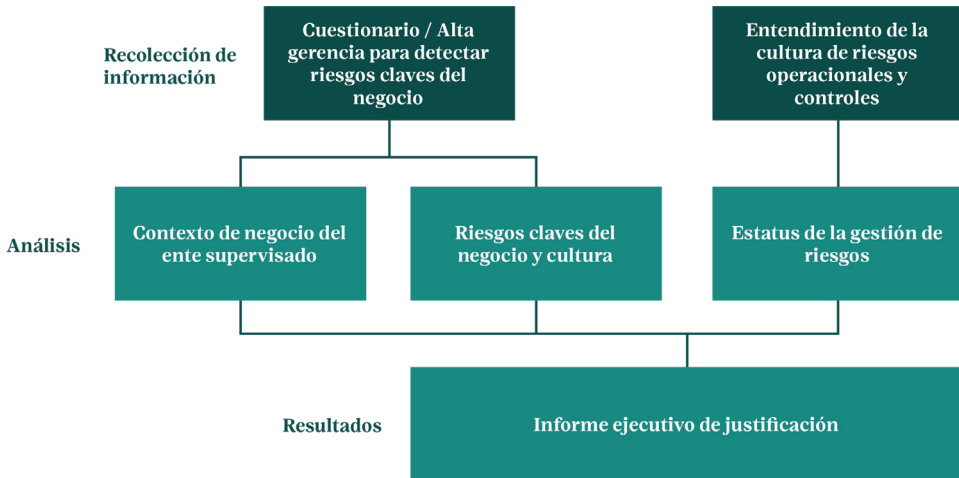 Recolección de
información
Cuestionario / Alta
gerencia para detectar
riesgos claves del
negocio
Entendimiento de la
cultura de riesgos
operacionales y
controles
Análisis
Contexto de negocio del
ente supervisado
Riesgos claves del
negocio y cultura
Estatus de la gestión de
riesgos
Resultados
Informe ejecutivo de justificación